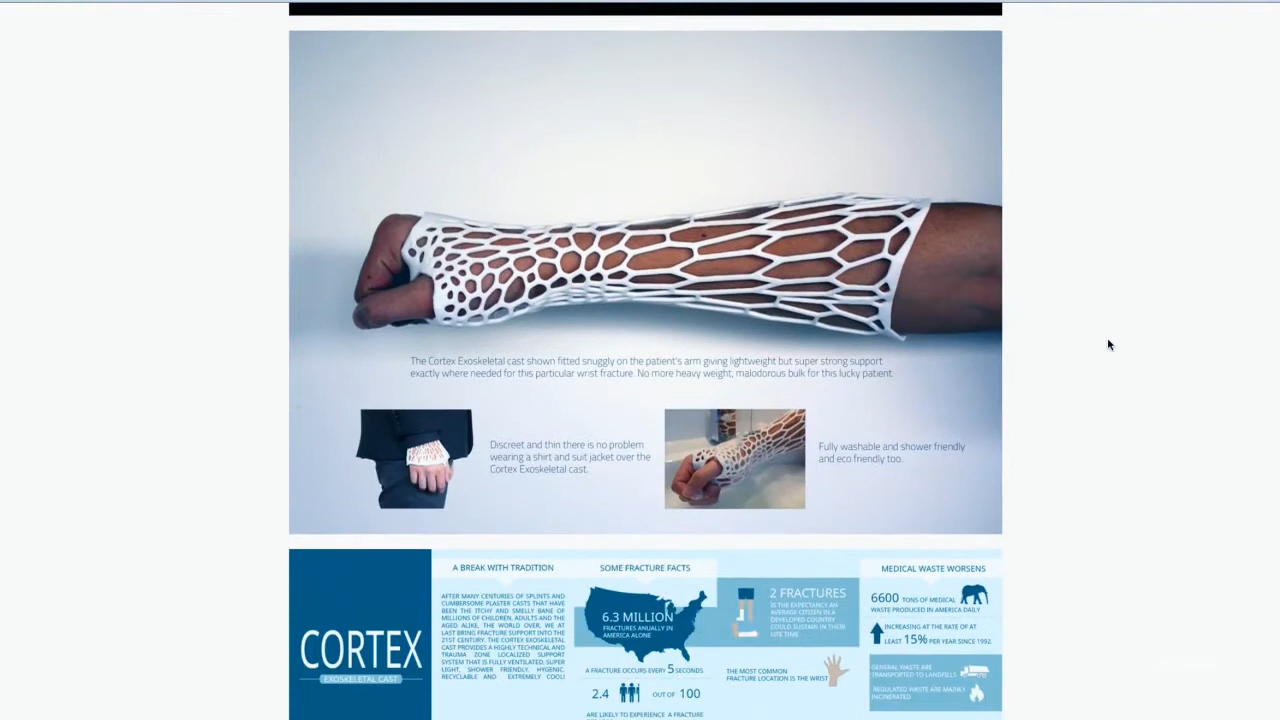 The Cortex Exoskeletal cast shown fitted snuggly on the patient's arm giving lightweight but super strong support
exactly where needed for this particular wrist fracture. No more heavy weight, malodorous bulk for this lucky patient.
Discreet and thin there is no problem
wearing a shirt and suit jacket over the
Cortex Exoskeletal cast.
Fully washable and shower friendly
and eco friendly too.
CORTEX
EXOSKELETAL CAST
A BREAK WITH TRADITION
AFTER MANY CENTURIES OF SPLINTS AND
CUMBERSOME PLASTER CASTS THAT HAVE
BEEN THE ITCHY AND SMELLY BANE OF
MILLIONS OF CHILDREN, ADULTS AND THE
AGED ALIKE, THE WORLD OVER, WE AT
LAST BRING FRACTURE SUPPORT INTO THE
21ST CENTURY. THE CORTEX EXOSKELETAL
CAST PROVIDES A HIGHLY TECHNICAL AND
TRAUMA ZONE LOCALIZED SUPPORT
SYSTEM THAT IS FULLY VENTILATED, SUPER
LIGHT, SHOWER FRIENDLY, HYGENIC,
RECYCLABLE AND EXTREMELY COOL!
SOME FRACTURE FACTS
6.3 MILLION
FRACTURES ANUALLY IN
AMERICA ALONE
A FRACTURE OCCURS EVERY 5 SECONDS
2.4 OUT OF 100
ARE LIKELY TO EXPERIENCE A FRACTURE
2 FRACTURES
IS THE EXPECTANCY AN
AVERAGE CITIZEN IN A
DEVELOPED COUNTRY
COULD SUSTAIN IN THEIR
LIFE TIME
THE MOST COMMON
FRACTURE LOCATION IS THE WRIST
MEDICAL WASTE WORSENS
6600 TONS OF MEDICAL
WASTE PRODUCED IN AMERICA DAILY
INCREASING AT THE RATE OF AT
LEAST 15% PER YEAR SINCE 1992.
GENERAL WASTE ARE
TRANSPORTED TO LANDFILLS
REGULATED WASTE ARE MAINLY
INCINERATED